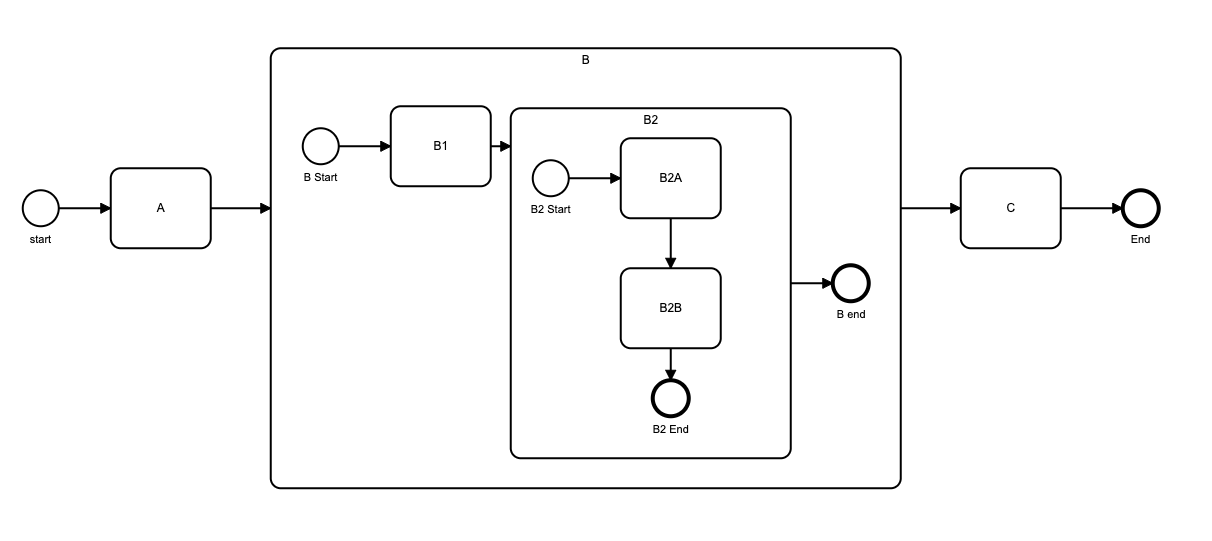 start
A
B
B Start
B1
B2
B2 Start
B2A
B2B
B2 End
B end
C
End